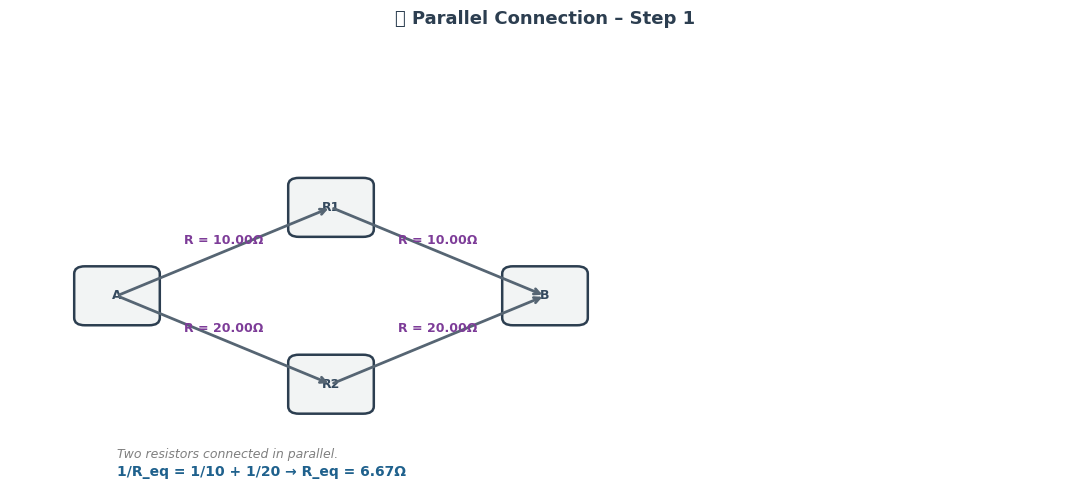 Parallel Connection – Step 1
R1
R = 10.00Ω R = 10.00Ω
A B
R = 20.00Ω R = 20.00Ω
R2
Two resistors connected in parallel.
1/R_eq = 1/10 + 1/20 → R_eq = 6.67Ω